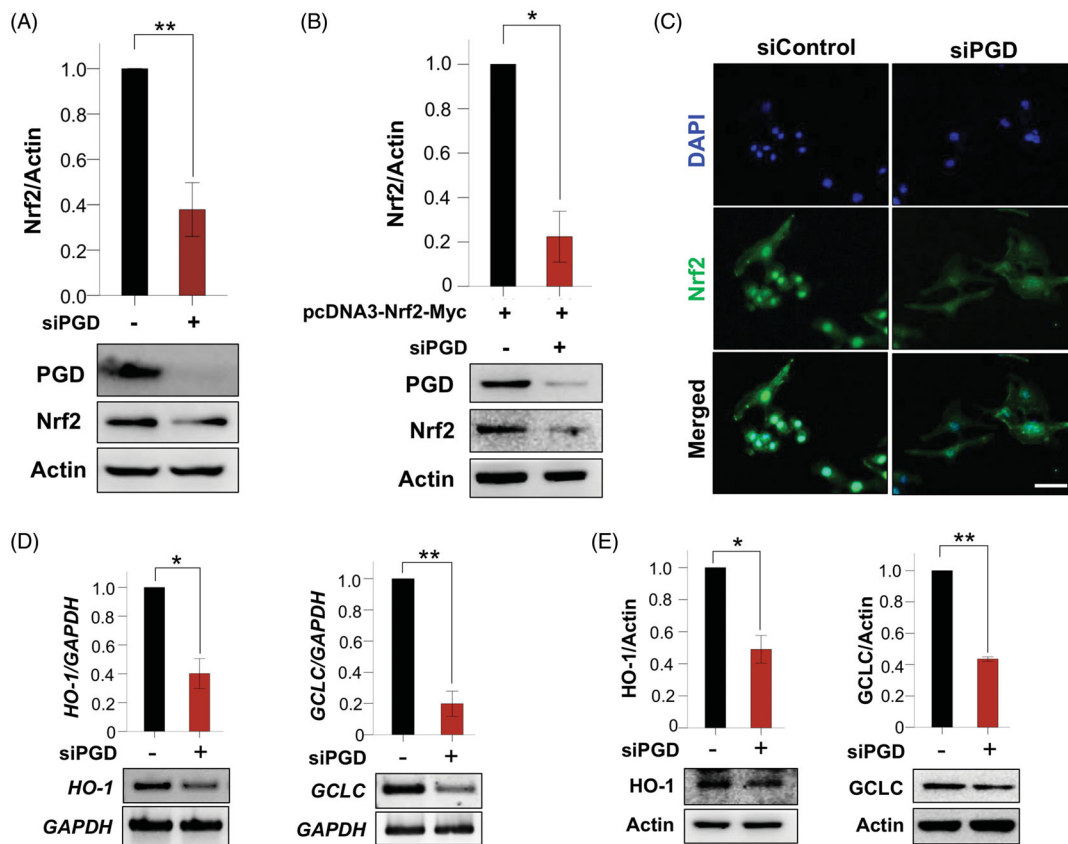 (A)
**
1.0
0.8
0.6
0.4
0.2
0.0
Nrf2/Actin
siPGD - +
PGD
Nrf2
Actin
(B)
*
1.0
0.8
0.6
0.4
0.2
0
Nrf2/Actin
pcDNA3-Nrf2-Myc + +
siPGD - +
PGD
Nrf2
Actin
(C)
siControl siPGD
DAPI
Nrf2
Merged
(D)
*
1.0
0.8
0.6
0.4
0.2
0
HO-1/GAPDH
siPGD - +
HO-1
GAPDH
**
1.0
0.8
0.6
0.4
0.2
0
GCLC/GAPDH
siPGD - +
GCLC
GAPDH
(E)
*
1.0
0.8
0.6
0.4
0.2
0
HO-1/Actin
siPGD - +
HO-1
Actin
**
1.0
0.8
0.6
0.4
0.2
0
GCLC/Actin
siPGD - +
GCLC
Actin